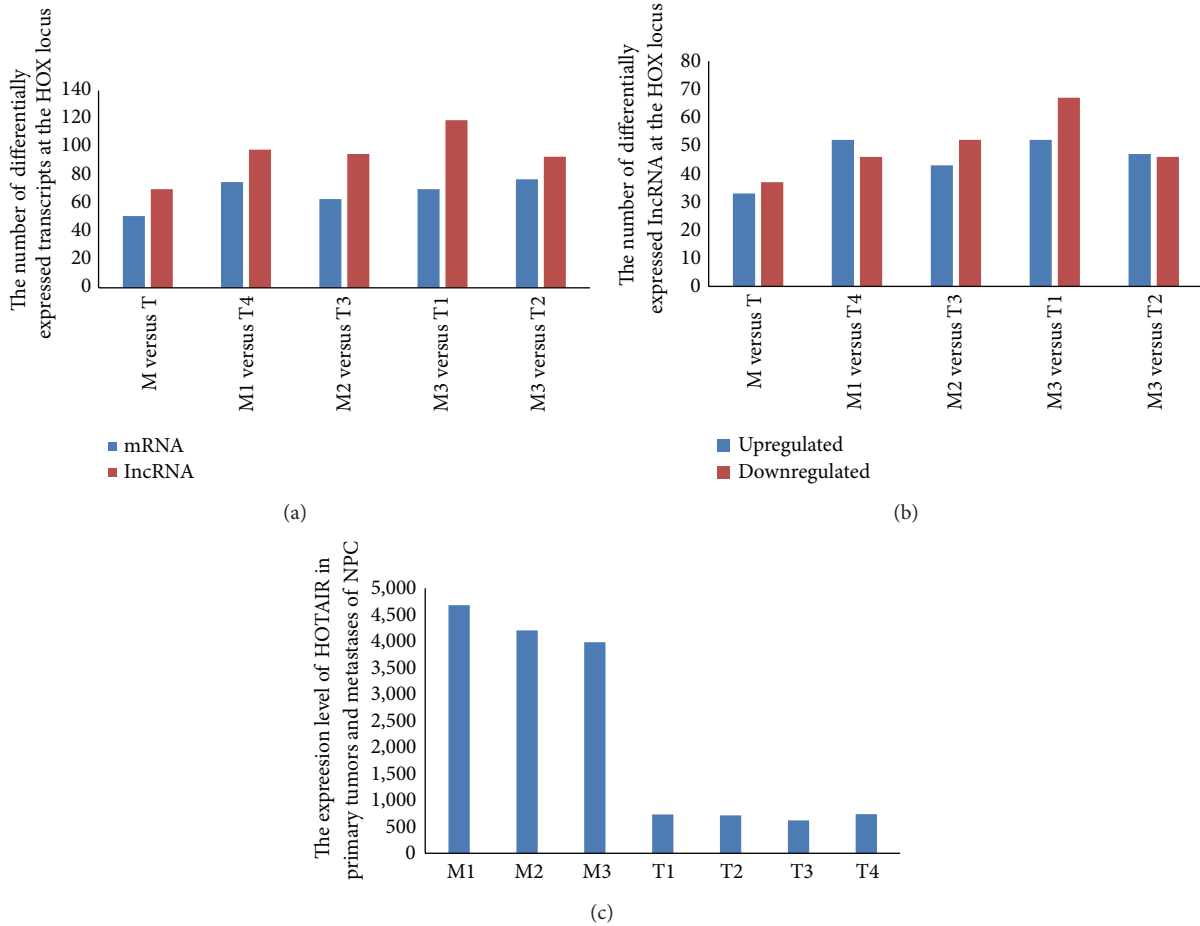 The number of differentially
expressed transcripts at the HOX locus
140
120
100
80
60
40
20
0
M versus T
M1 versus T4
M2 versus T3
M3 versus T1
M3 versus T2
mRNA
IncRNA
(a)
The number of differentially
expressed IncRNA at the HOX locus
80
70
60
50
40
30
20
10
0
M versus T
M1 versus T4
M2 versus T3
M3 versus T1
M3 versus T2
Upregulated
Downregulated
(b)
The expreesion level of HOTAIR in
primary tumors and metastases of NPC
5,000
4,500
4,000
3,500
3,000
2,500
2,000
1,500
1,000
500
0
M1 M2 M3 T1 T2 T3 T4
(c)